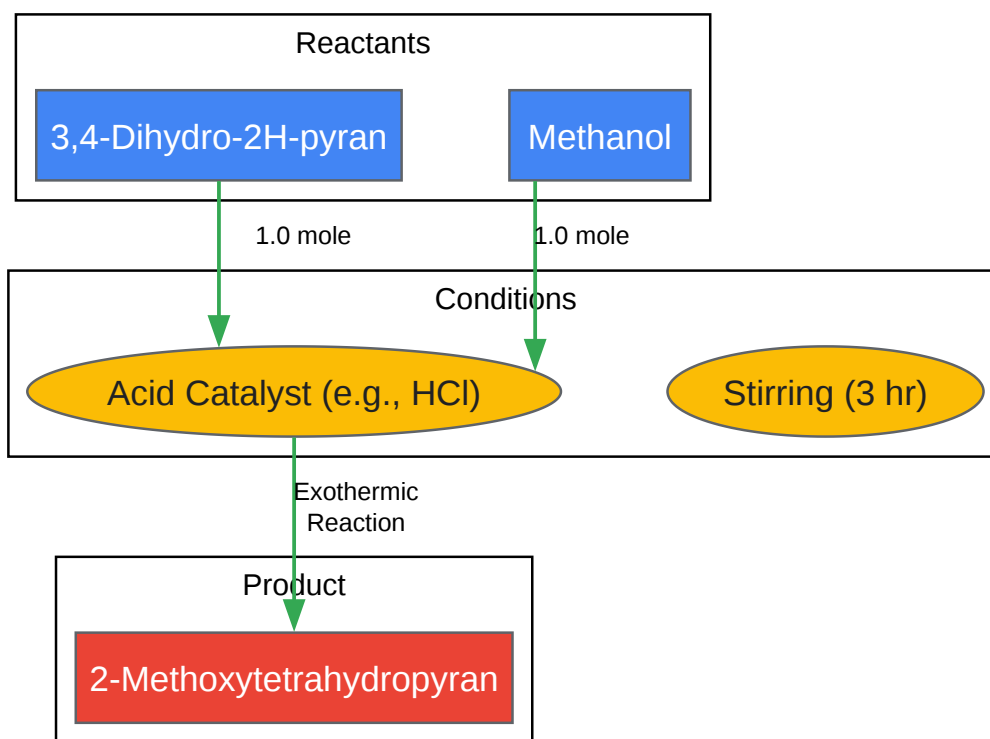 Reactants
3,4-Dihydro-2H-pyran
Methanol
1.0 mole
1.0 mole
Conditions
Acid Catalyst (e.g., HCl)
Stirring (3 hr)
Exothermic
Reaction
Product
2-Methoxytetrahydropyran